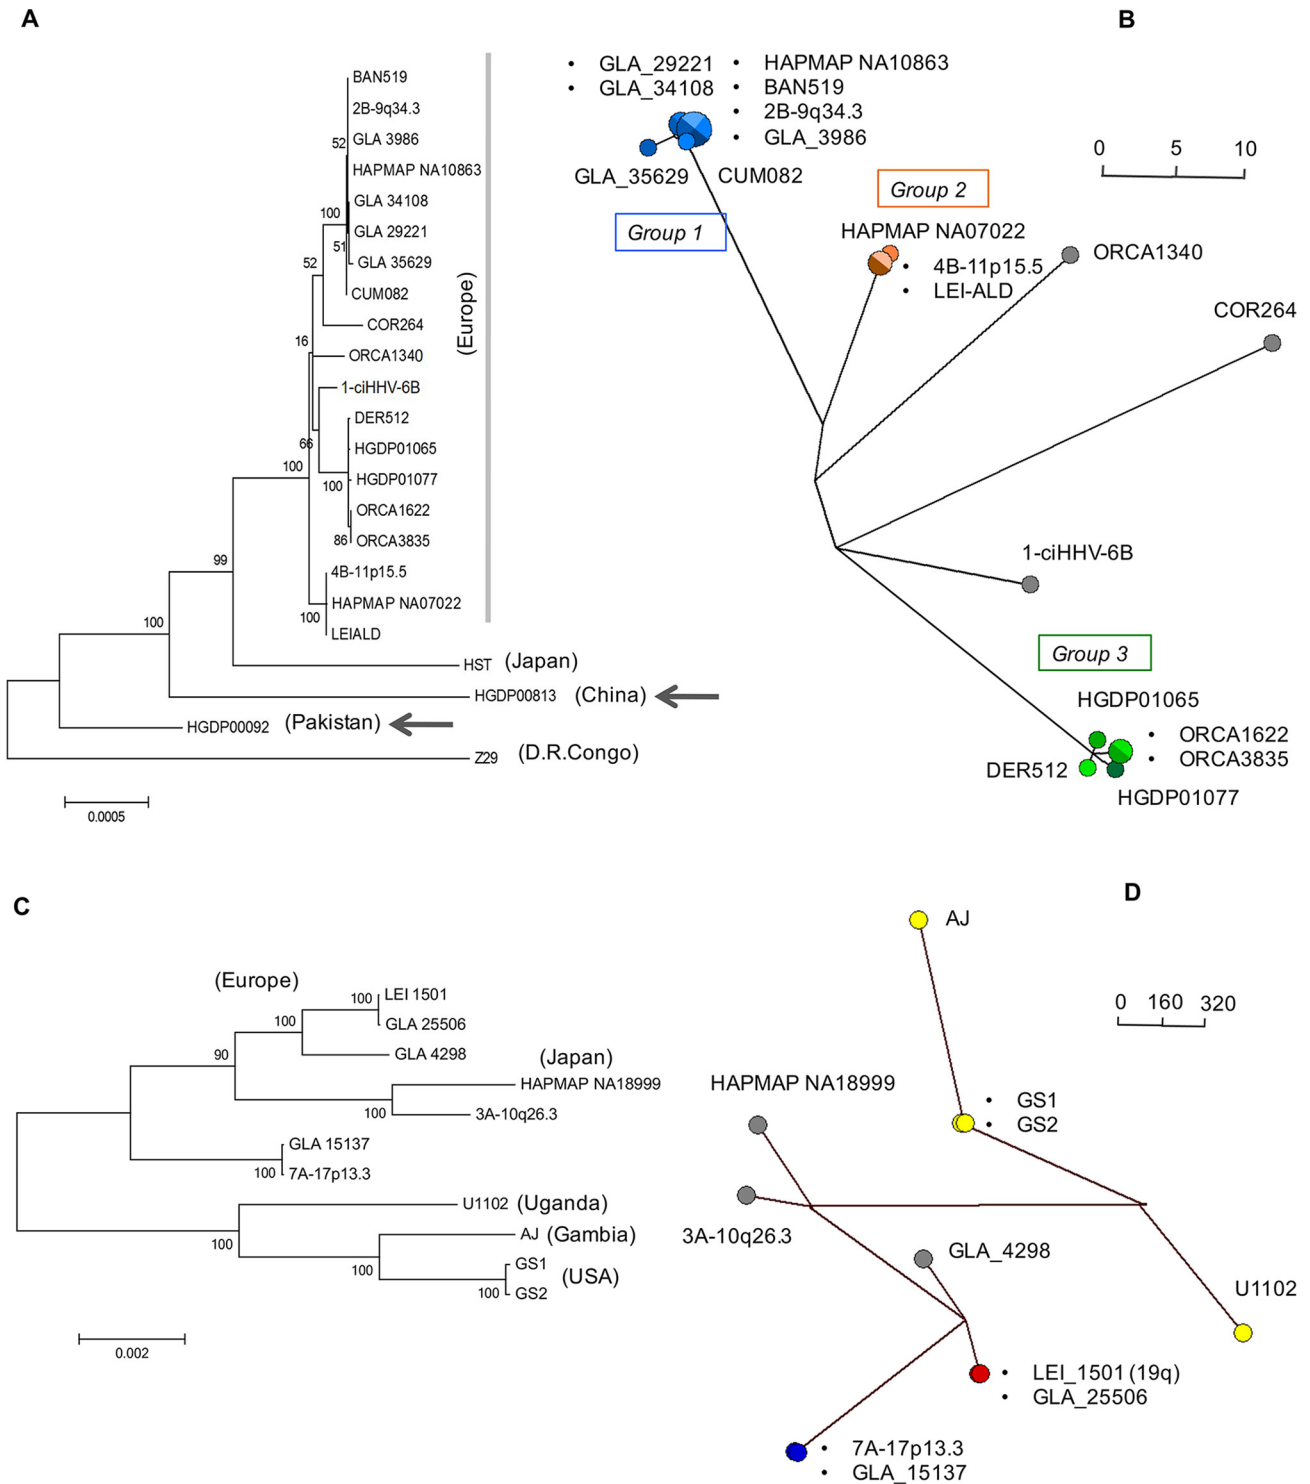 A
BAN519
2B-9q34.3
GLA 3986
52
HAPMAP NA10863
GLA 34108
100
GLA 29221
51
GLA 35629
52
CUM082
COR264
16
ORCA1340
1-ciHHV-6B
DER512
66
HGDP01065
100
HGDP01077
100
ORCA1622
86
ORCA3835
4B-11p15.5
99
HAPMAP NA07022
100
LEIALD
100
(Europe)
HST (Japan)
HGDP00813 (China)
HGDP00092 (Pakistan)
Z29 (D.R.Congo)
0.0005
B
• GLA_29221 • HAPMAP NA10863
• GLA_34108 • BAN519
• 2B-9q34.3
• GLA_3986
GLA_35629 CUM082
Group 1
0 5 10
Group 2
HAPMAP NA07022
• 4B-11p15.5
• LEI-ALD
ORCA1340
COR264
1-ciHHV-6B
Group 3
HGDP01065
• ORCA1622
• ORCA3835
DER512
HGDP01077
C
(Europe)
LEI 1501
100
GLA 25506
100
GLA 4298
90
(Japan)
HAPMAP NA18999
3A-10q26.3
100
GLA 15137
100 7A-17p13.3
U1102 (Uganda)
100
AJ (Gambia)
100
GS1
(USA)
100 GS2
0.002
D
AJ
0 160 320
HAPMAP NA18999
• GS1
• GS2
3A-10q26.3
GLA_4298
U1102
• LEI_1501 (19q)
• GLA_25506
• 7A-17p13.3
• GLA_15137